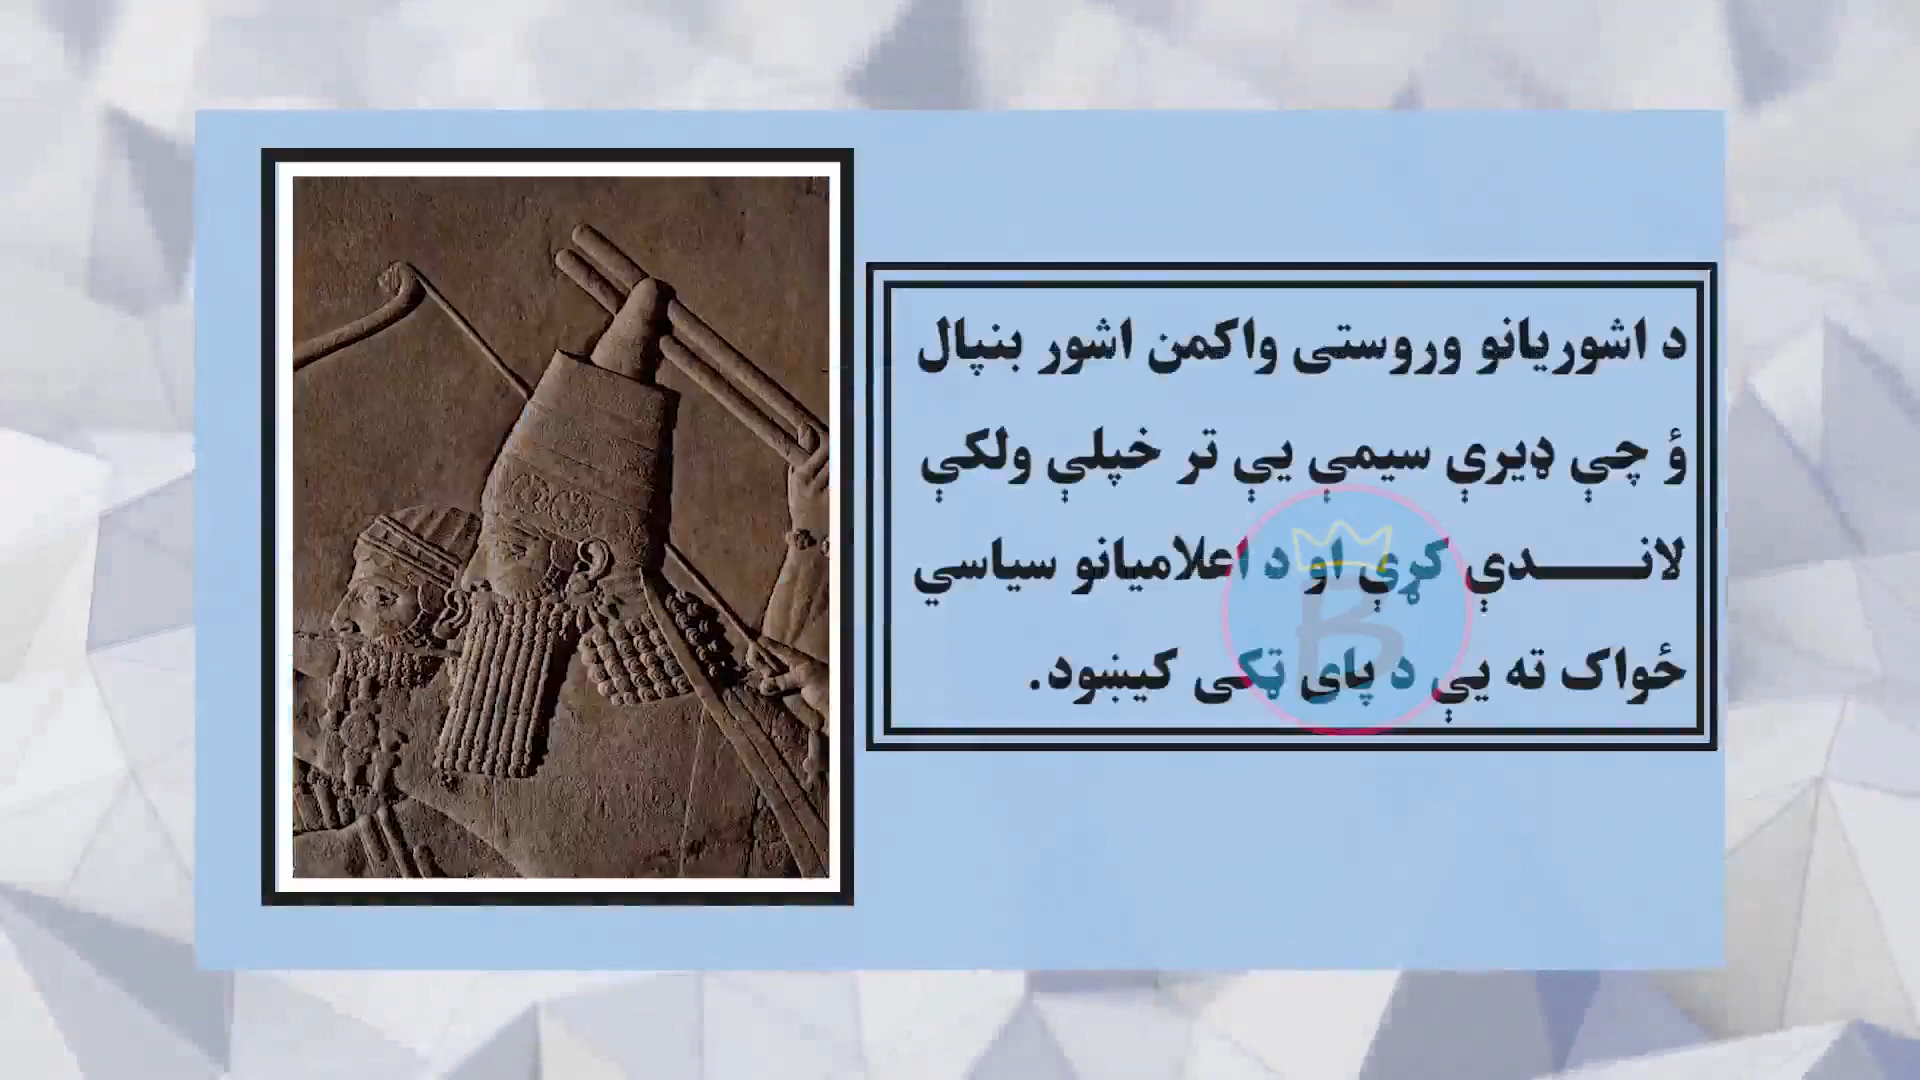 د اشوریانو وروستی واکمن اشور بنپال
ؤ چې ډیرې سیمې یې تر خپلې ولکې
لانـــــدې کړې او د اعلامیانو سیاسي
ځواک ته یې د پای ټکی کیښود.
B